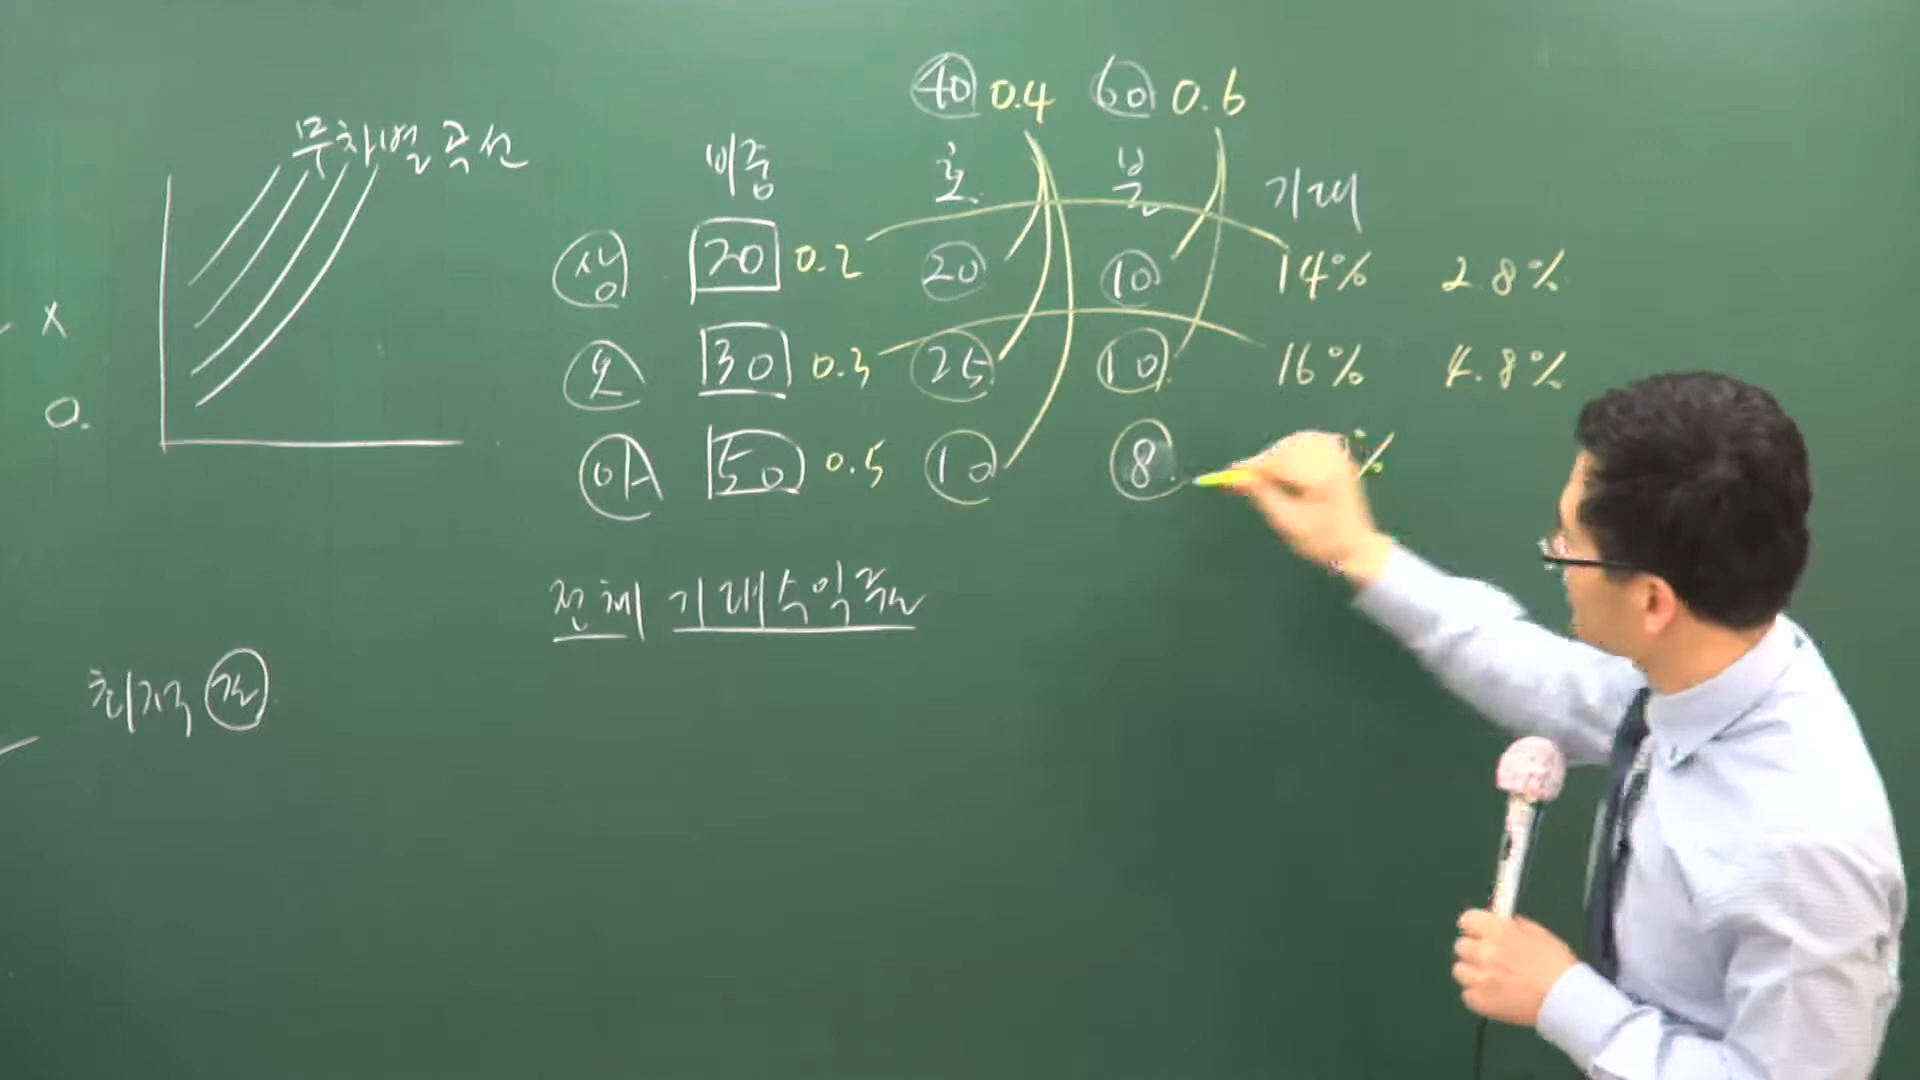 40 0.4 60 0.6
무차별곡선
비중 호 불 기대
상 20 0.2 20 10 14% 2.8%
오 30 0.3 25 10 16% 4.8%
아 50 0.5 10 8 %
x
0.
전체 기대수익률
최저극